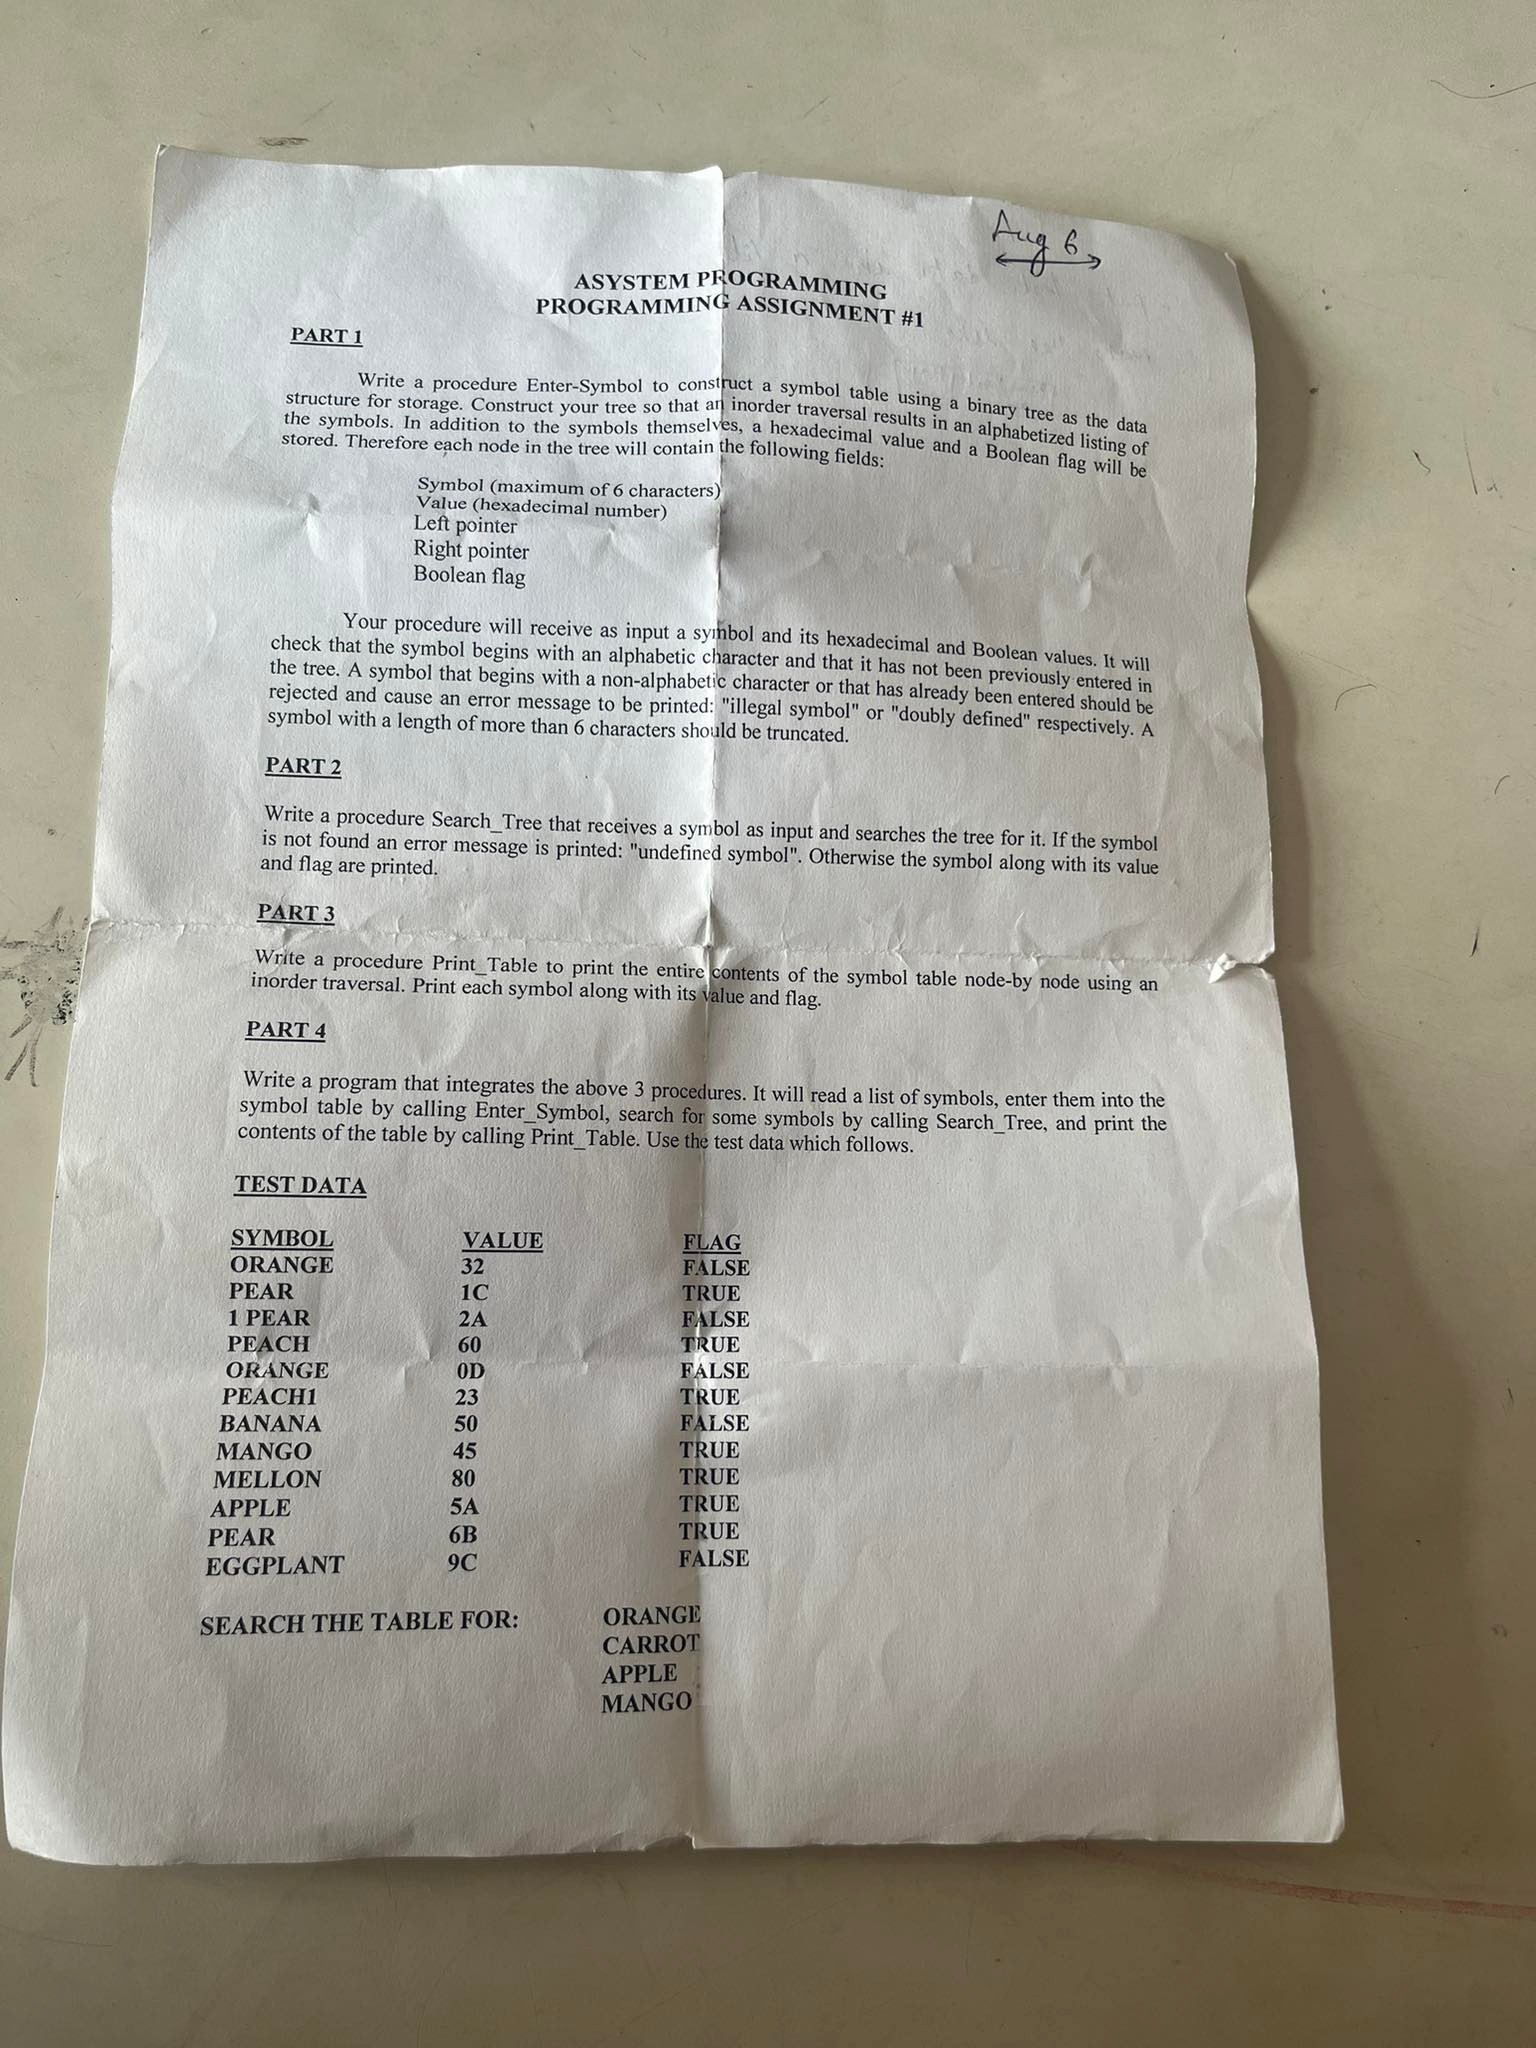 Aug 6
ASYSTEM PROGRAMMING
PROGRAMMING ASSIGNMENT #1
PART 1
Write a procedure Enter-Symbol to construct a symbol table using a binary tree as the data
structure for storage. Construct your tree so that an inorder traversal results in an alphabetized listing of
the symbols. In addition to the symbols themselves, a hexadecimal value and a Boolean flag will be
stored. Therefore each node in the tree will contain the following fields:
Symbol (maximum of 6 characters)
Value (hexadecimal number)
Left pointer
Right pointer
Boolean flag
Your procedure will receive as input a symbol and its hexadecimal and Boolean values. It will
check that the symbol begins with an alphabetic character and that it has not been previously entered in
the tree. A symbol that begins with a non-alphabetic character or that has already been entered should be
rejected and cause an error message to be printed: "illegal symbol" or "doubly defined" respectively. A
symbol with a length of more than 6 characters should be truncated.
PART 2
Write a procedure Search_Tree that receives a symbol as input and searches the tree for it. If the symbol
is not found an error message is printed: "undefined symbol". Otherwise the symbol along with its value
and flag are printed.
PART 3
Write a procedure Print_Table to print the entire contents of the symbol table node-by node using an
inorder traversal. Print each symbol along with its value and flag.
PART 4
Write a program that integrates the above 3 procedures. It will read a list of symbols, enter them into the
symbol table by calling Enter_Symbol, search for some symbols by calling Search_Tree, and print the
contents of the table by calling Print_Table. Use the test data which follows.
TEST DATA
SYMBOL VALUE FLAG
ORANGE 32 FALSE
PEAR 1C TRUE
1 PEAR 2A FALSE
PEACH 60 TRUE
ORANGE 0D FALSE
PEACH1 23 TRUE
BANANA 50 FALSE
MANGO 45 TRUE
MELLON 80 TRUE
APPLE 5A TRUE
PEAR 6B TRUE
EGGPLANT 9C FALSE
SEARCH THE TABLE FOR: ORANGE
CARROT
APPLE
MANGO